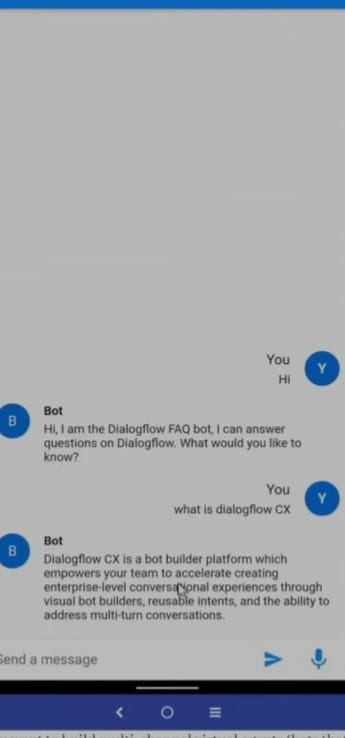 You
Y
Hi
Bot
B
Hi, I am the Dialogflow FAQ bot, I can answer
questions on Dialogflow. What would you like to
know?
You
Y
what is dialogflow CX
Bot
B
Dialogflow CX is a bot builder platform which
empowers your team to accelerate creating
enterprise-level conversational experiences through
visual bot builders, reusable intents, and the ability to
address multi-turn conversations.
Send a message